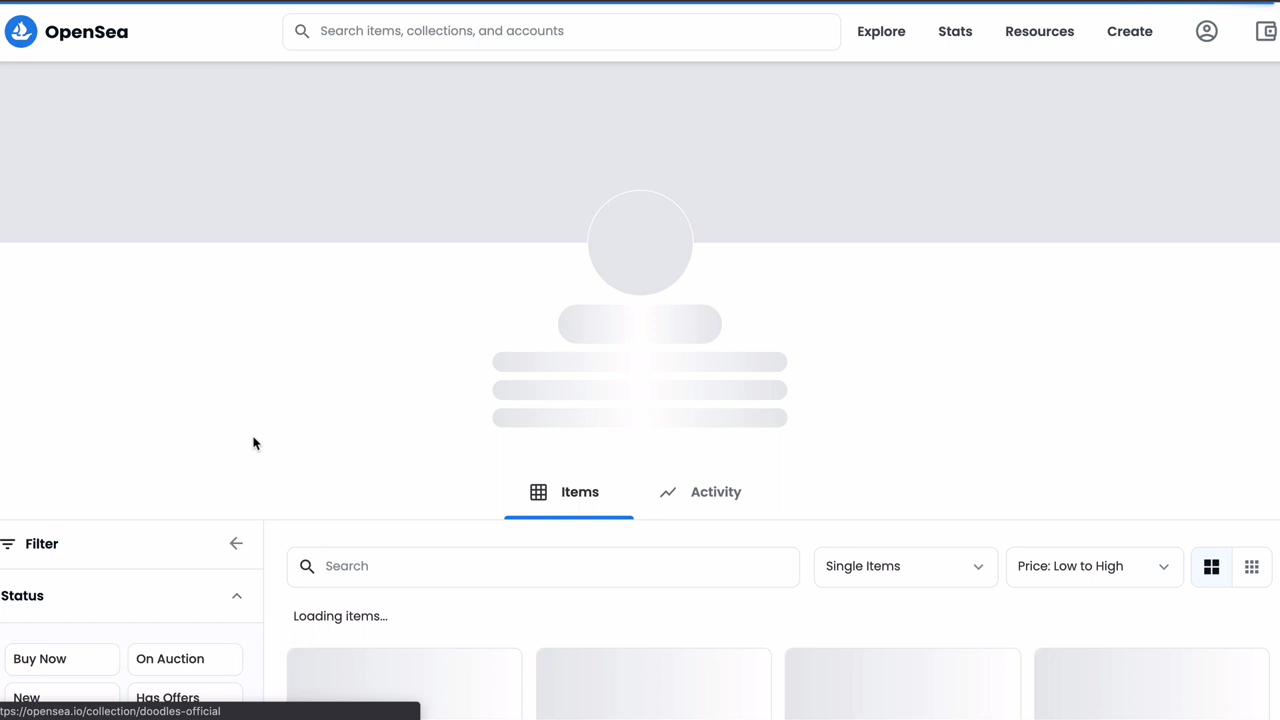 OpenSea
Search items, collections, and accounts
Explore
Stats
Resources
Create
Items
Activity
Filter
Search
Single Items
Price: Low to High
Status
Loading items...
Buy Now
On Auction
New
Has Offers
tps://opensea.io/collection/doodles-official